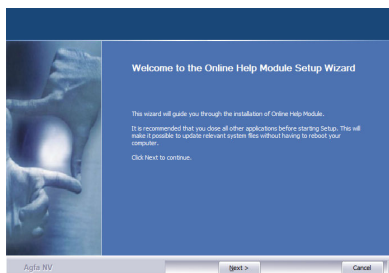 Welcome to the Online Help Module Setup Wizard
This wizard will guide you through the installation of Online Help Module.
It is recommended that you close all other applications before starting Setup. This will
make it possible to update relevant system files without having to reboot your
computer.
Click Next to continue.
Agfa NV
Next >
Cancel